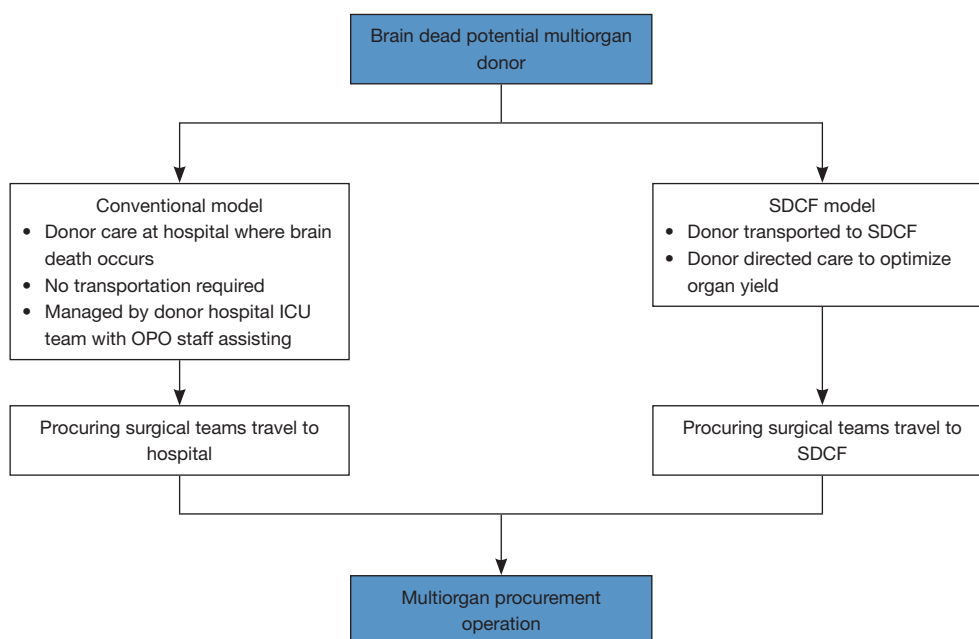 Brain dead potential multiorgan
donor
Conventional model
• Donor care at hospital where brain
death occurs
• No transportation required
• Managed by donor hospital ICU
team with OPO staff assisting
SDCF model
• Donor transported to SDCF
• Donor directed care to optimize
organ yield
Procuring surgical teams travel to
hospital
Procuring surgical teams travel to
SDCF
Multiorgan procurement
operation